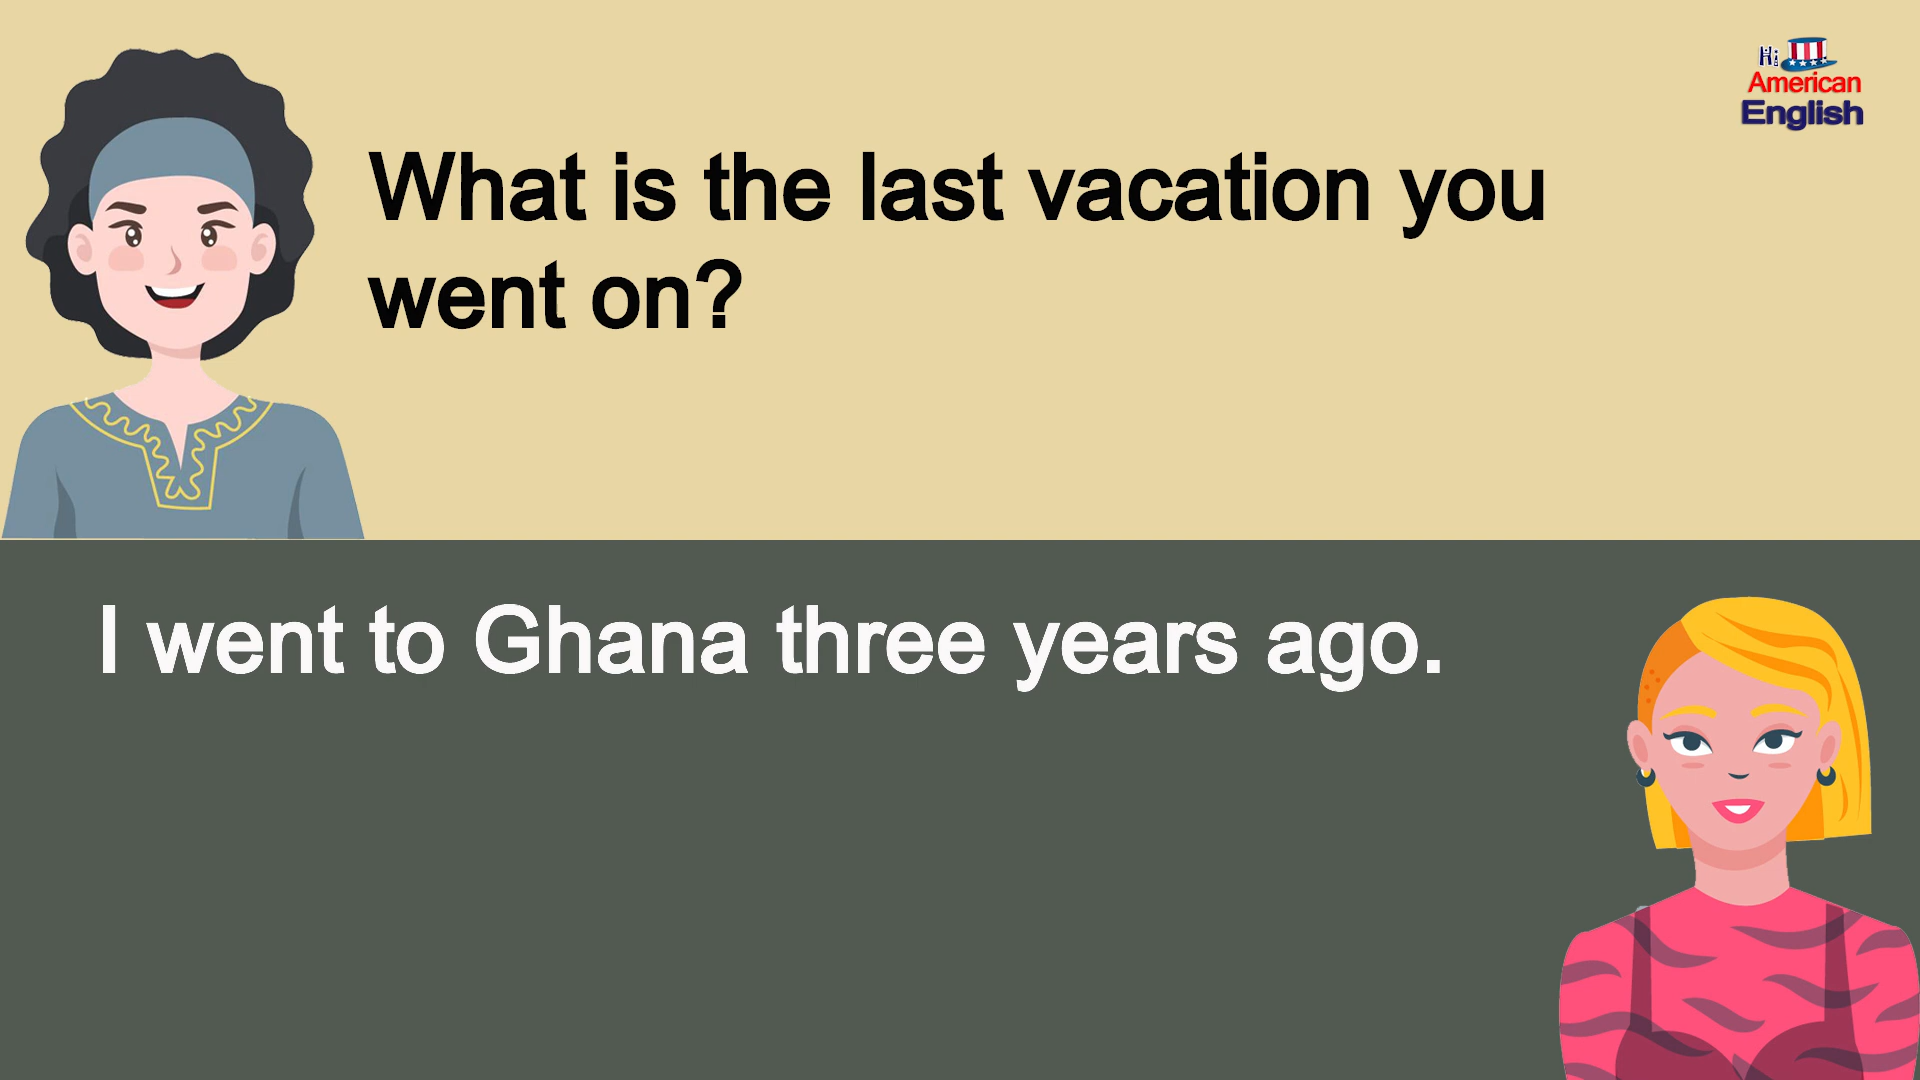 Hi
American
English
What is the last vacation you
went on?
I went to Ghana three years ago.